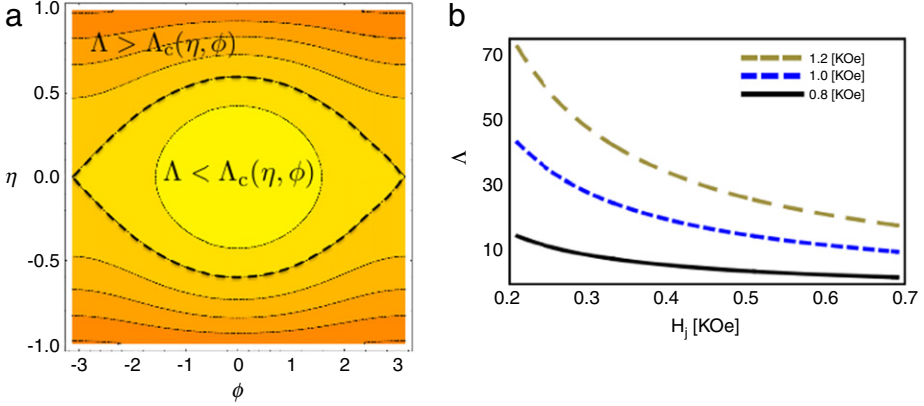 a
1.0
0.5
0.0
-0.5
-1.0
η
Λ > Λc(η, ϕ)
Λ < Λc(η, ϕ)
-3 -2 -1 0 1 2 3
ϕ
b
70
50
30
10
Λ
1.2 [KOe]
1.0 [KOe]
0.8 [KOe]
0.2 0.3 0.4 0.5 0.6 0.7
Hj [KOe]